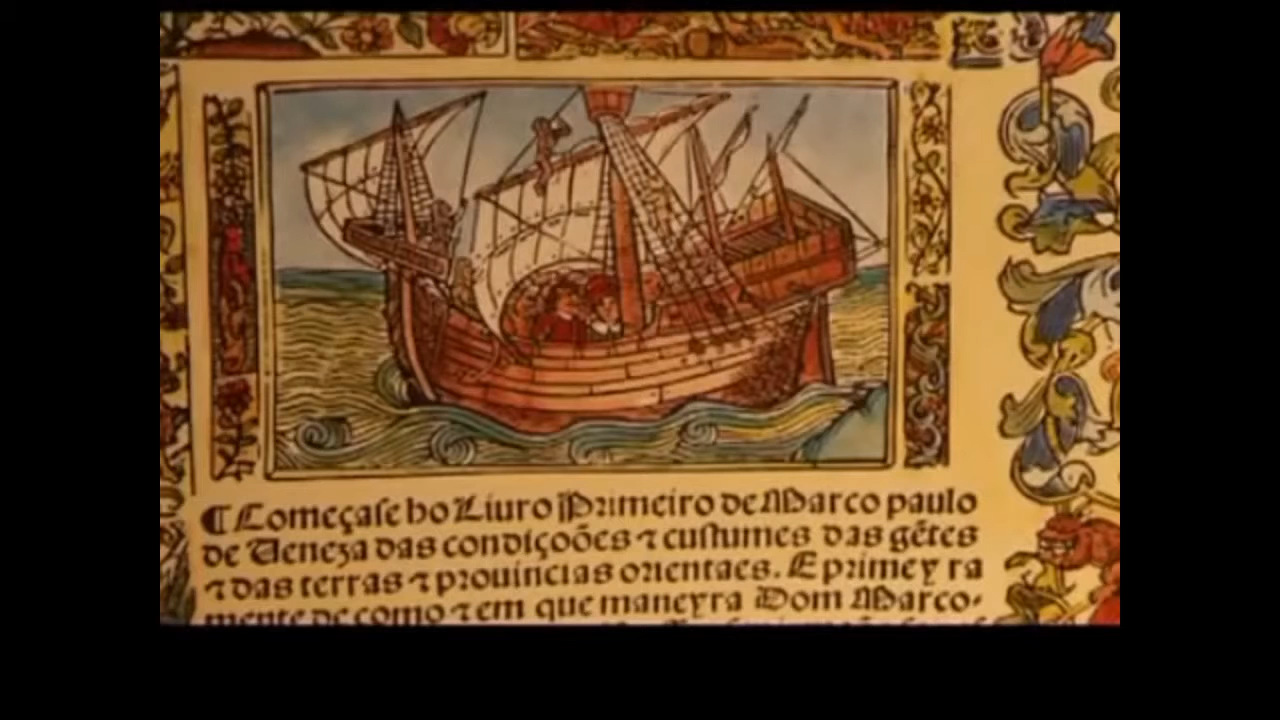 ¶ Começase ho Liuro Primeiro de Marco paulo
de Ueneza das condiçoões ⁊ custumes das gẽtes
⁊ das terras ⁊ prouincias orientaes. E primeyra
mente de como ⁊ em que maneyra Dom Marco